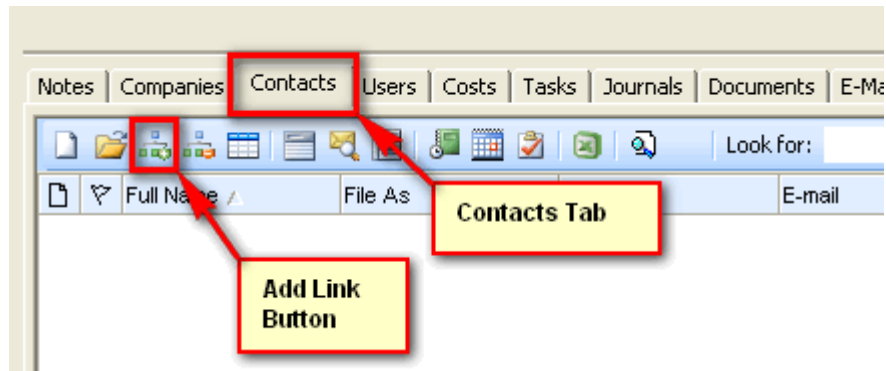 Notes Companies Contacts Users Costs Tasks Journals Documents E-Ma
Look for:
Full Name File As E-mail
Contacts Tab
Add Link
Button